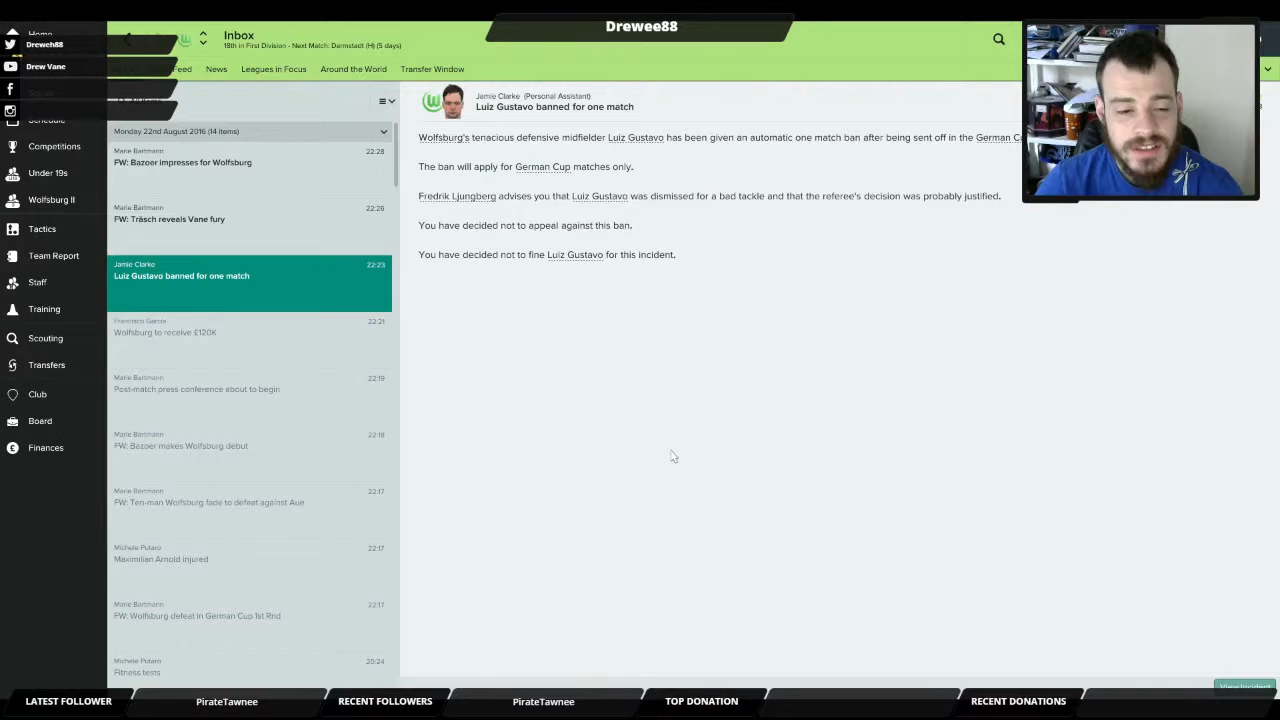 Drewee88
Home
Dreweh88
Drew Vane
Inbox
18th in First Division - Next Match: Darmstadt (H) (5 days)
Feed
News
Leagues in Focus
Around the World
Transfer Window
Schedule
Competitions
Under 19s
Wolfsburg II
Tactics
Team Report
Staff
Training
Scouting
Transfers
Club
Board
Finances
Monday 22nd August 2016 (14 items)
Marie Bartmann 22:28
FW: Bazoer impresses for Wolfsburg
Marie Bartmann 22:26
FW: Träsch reveals Vane fury
Jamie Clarke 22:23
Luiz Gustavo banned for one match
Francisco Garcia 22:21
Wolfsburg to receive £120K
Marie Bartmann 22:19
Post-match press conference about to begin
Marie Bartmann 22:18
FW: Bazoer makes Wolfsburg debut
Marie Bartmann 22:17
FW: Ten-man Wolfsburg fade to defeat against Aue
Michele Putaro 22:17
Maximilian Arnold injured
Marie Bartmann 22:17
FW: Wolfsburg defeat in German Cup 1st Rnd
Michele Putaro 20:24
Fitness tests
Jamie Clarke (Personal Assistant)
Luiz Gustavo banned for one match
Wolfsburg's tenacious defensive midfielder Luiz Gustavo has been given an automatic one match ban after being sent off in the German C
The ban will apply for German Cup matches only.
Fredrik Ljungberg advises you that Luiz Gustavo was dismissed for a bad tackle and that the referee's decision was probably justified.
You have decided not to appeal against this ban.
You have decided not to fine Luiz Gustavo for this incident.
View Incident
LATEST FOLLOWER
PirateTawnee
RECENT FOLLOWERS
PirateTawnee
TOP DONATION
RECENT DONATIONS